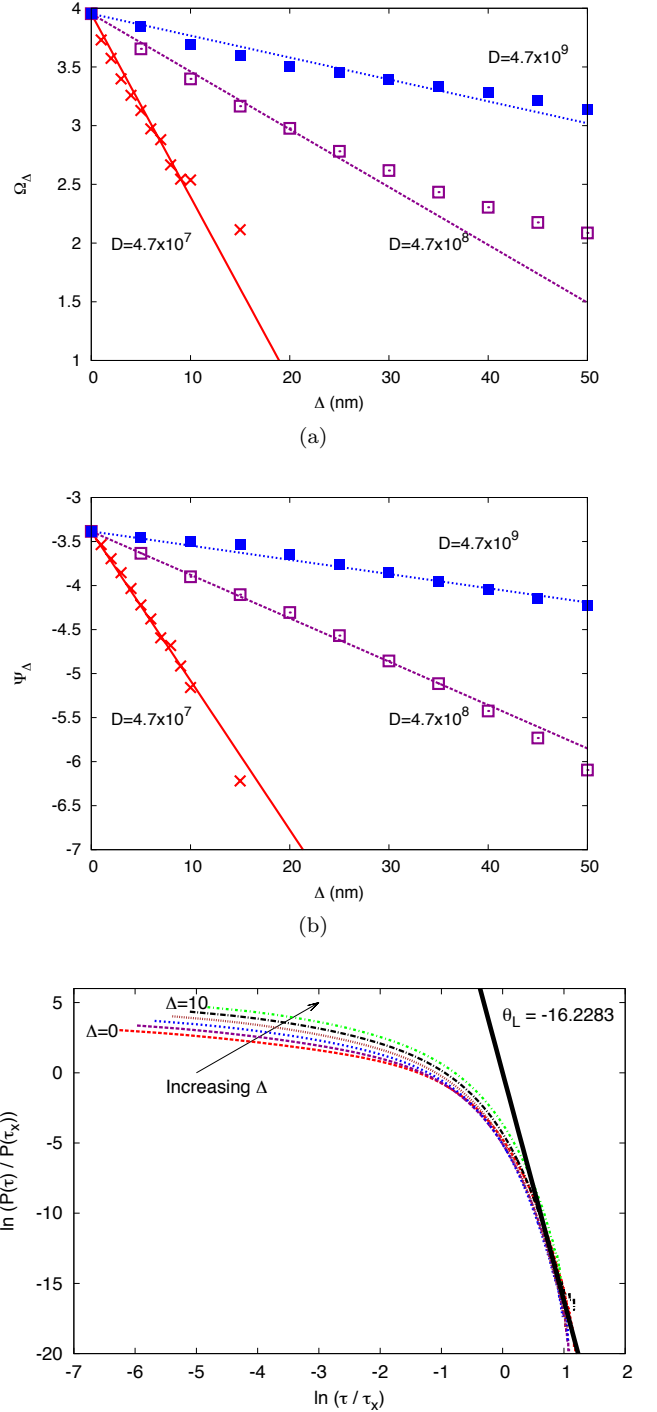 4
3.5
3
2.5
2
1.5
1
Ω_Δ
D=4.7x10^9
D=4.7x10^7
D=4.7x10^8
0 10 20 30 40 50
Δ (nm)
(a)
-3
-3.5
-4
-4.5
-5
-5.5
-6
-6.5
-7
Ψ_Δ
D=4.7x10^9
D=4.7x10^7
D=4.7x10^8
0 10 20 30 40 50
Δ (nm)
(b)
5
0
-5
-10
-15
-20
ln (P(τ) / P(τ_x))
Δ=10
Δ=0
θ_L = -16.2283
Increasing Δ
-7 -6 -5 -4 -3 -2 -1 0 1 2
ln (τ / τ_x)